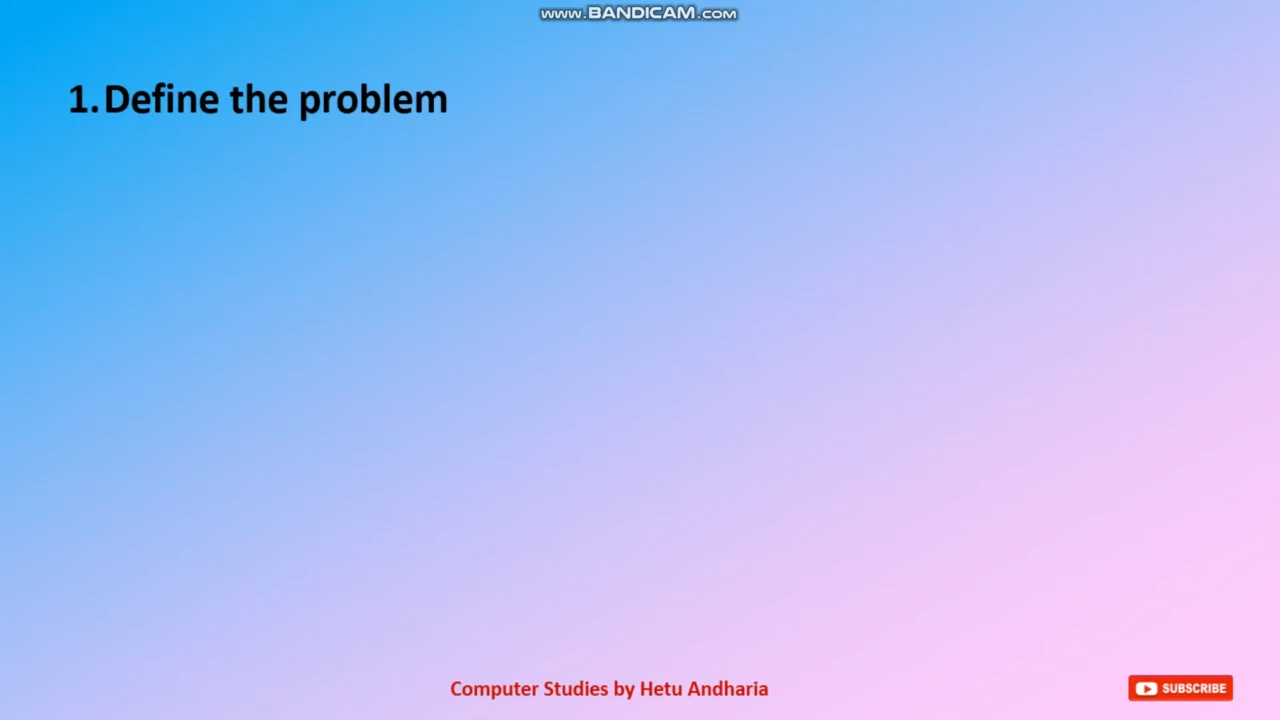 www.BANDICAM.com
1. Define the problem
Computer Studies by Hetu Andharia
SUBSCRIBE